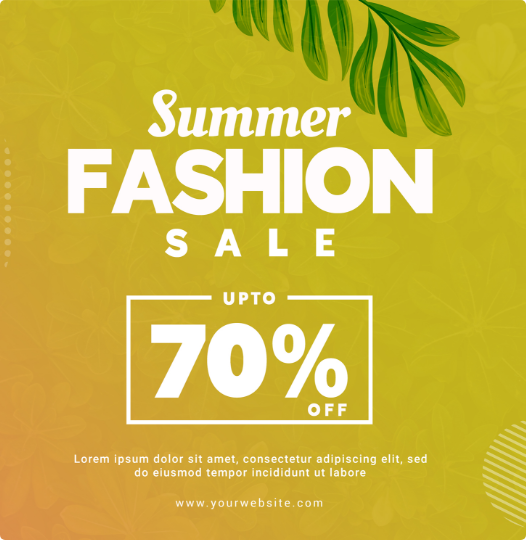 Summer
FASHION
SALE
UPTO
70%
OFF
Lorem ipsum dolor sit amet, consectetur adipiscing elit, sed
do eiusmod tempor incididunt ut labore
www.yourwebsite.com